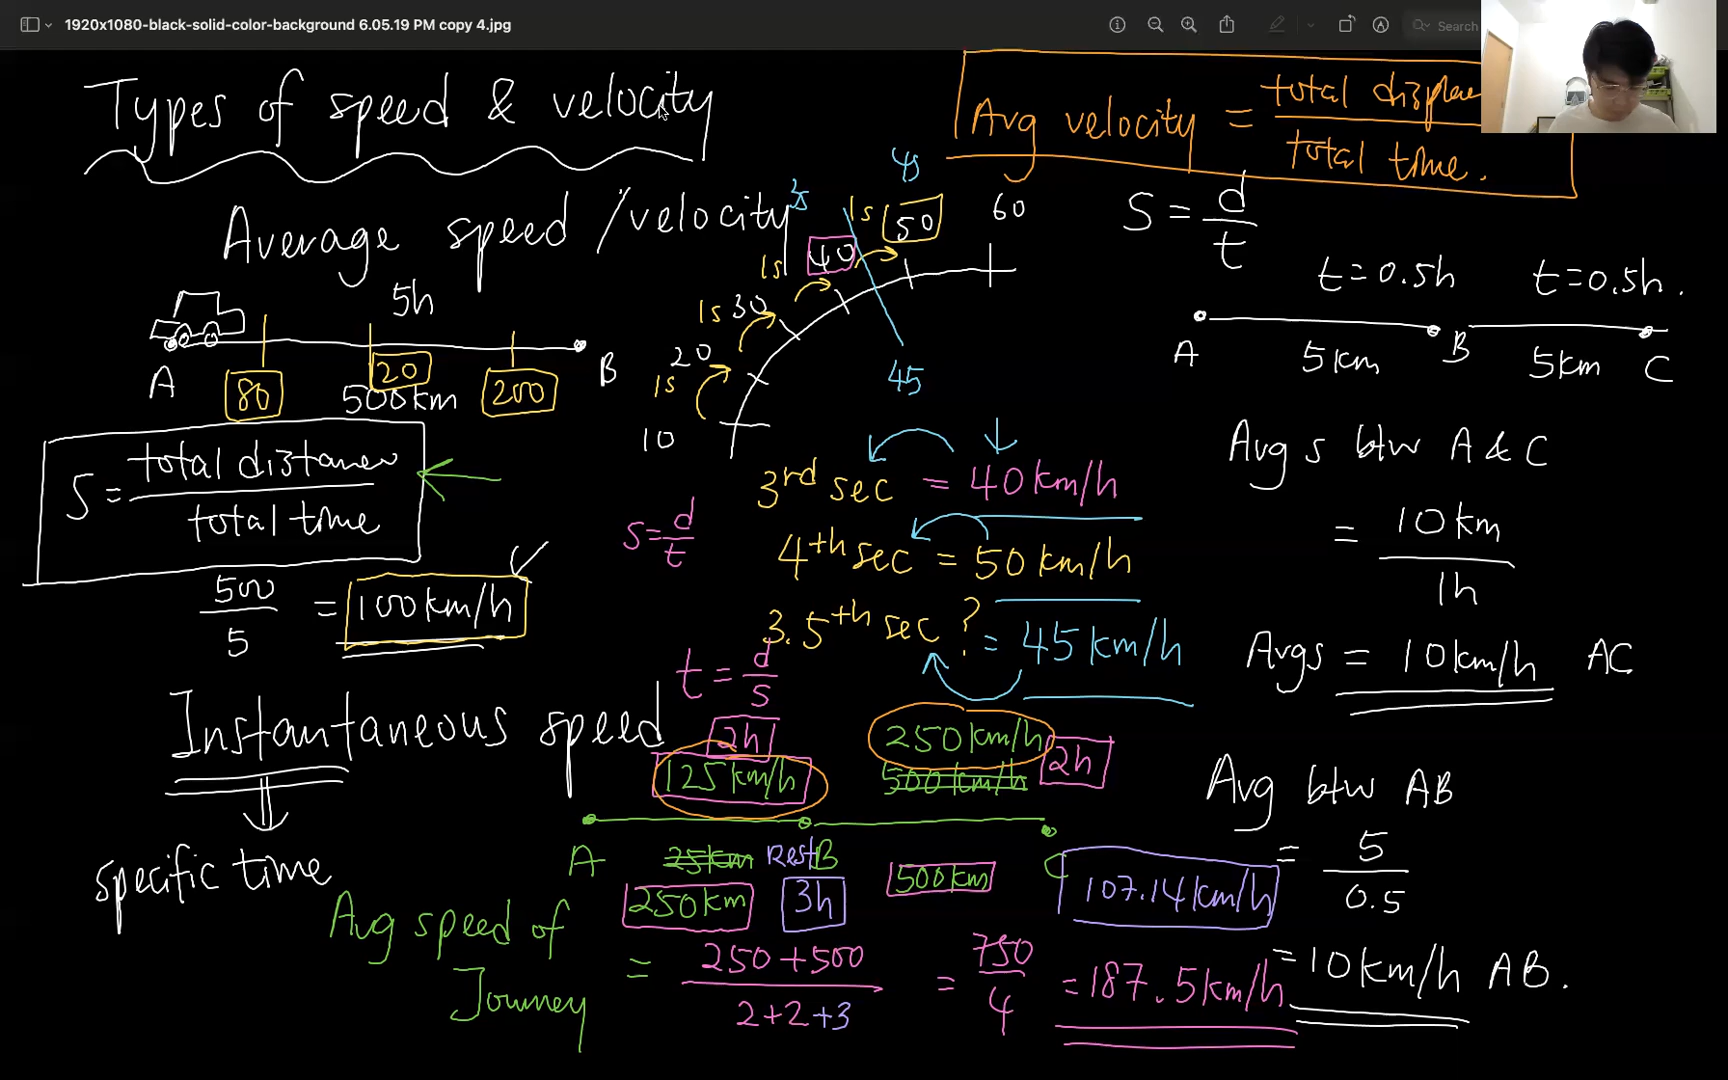 1920x1080-black-solid-color-background 6.05.19 PM copy 4.jpg
Search
Types of speed & velocity
Avg velocity = total
total time.
Average speed /velocity
S = d
t
5h
A
B
80
20
200
500km
S = total distance
total time
500
5
= 100km/h
Instantaneous speed
specific time
10
20
30
40
50
60
1s
1s
1s
1s
4s
45
3rd sec = 40km/h
4th sec = 50km/h
3.5th sec ? = 45km/h
s = d
t
t = d
s
t=0.5h
t=0.5h.
A
5km
B
5km
C
Avg s btw A & C
= 10km
1h
Avg s = 10km/h AC
Avg btw AB
= 5
0.5
= 10km/h AB.
2h
125km/h
250km/h
500km/h
2h
A
25km
Rest
B
C
250km
3h
500km
107.14km/h
Avg speed of
Journey
= 250+500
2+2+3
= 750
4
= 187.5km/h